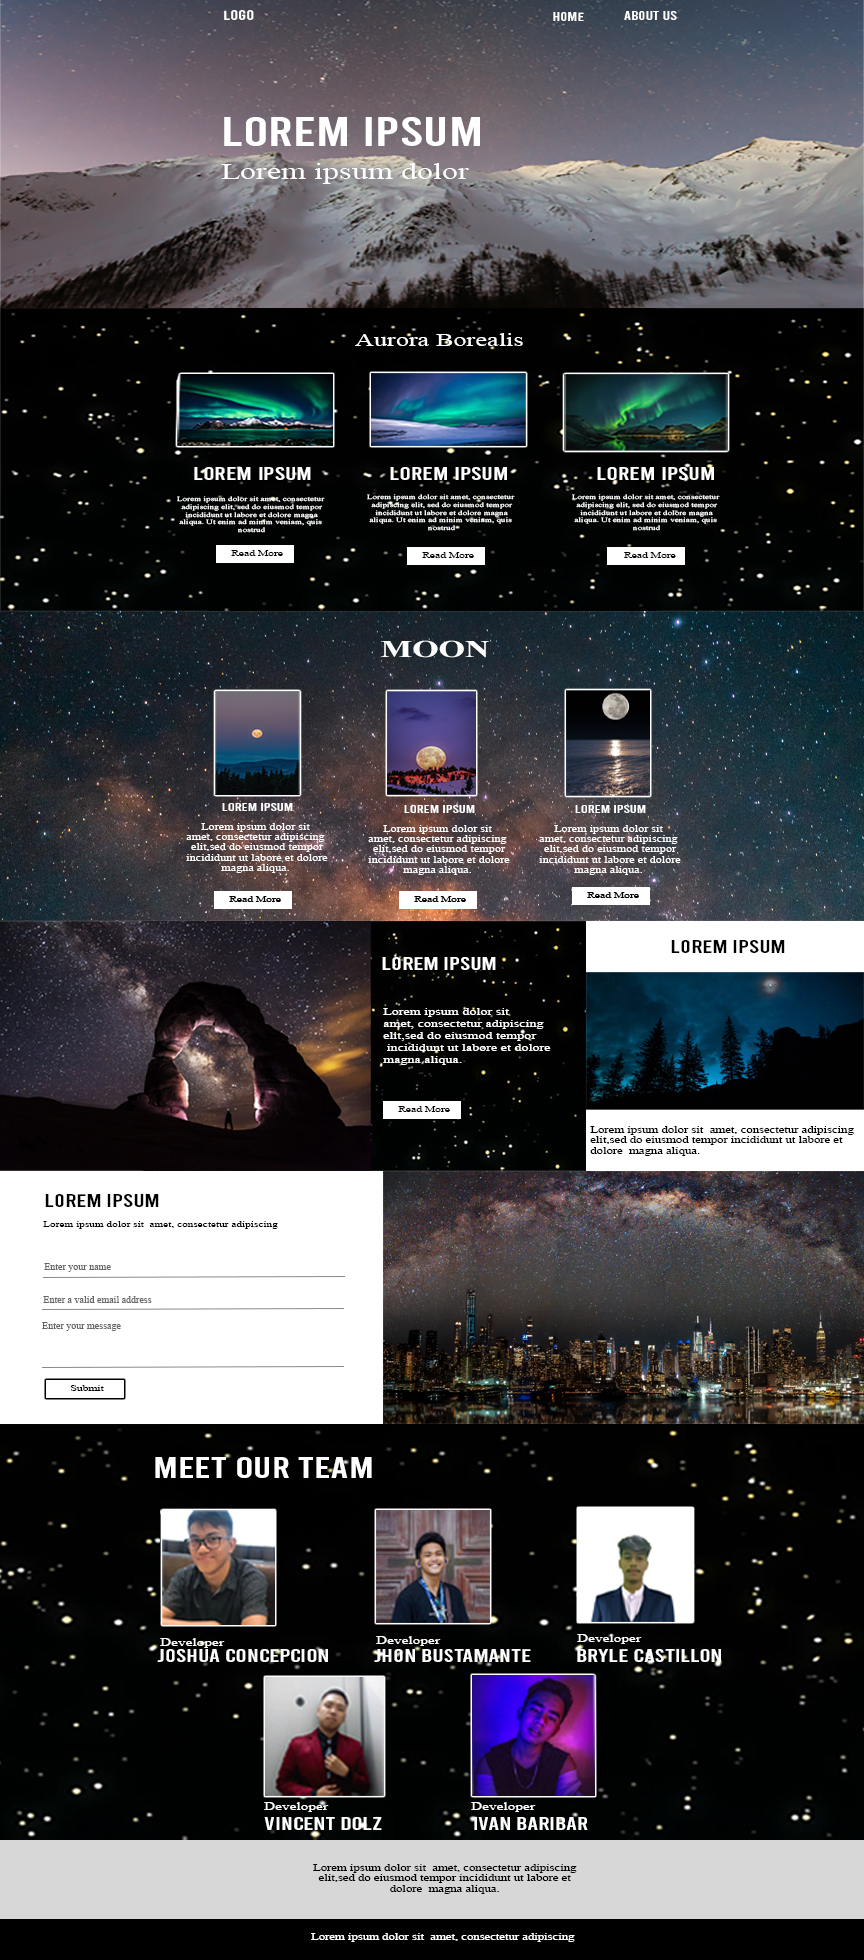 LOGO
HOME
ABOUT US
LOREM IPSUM
Lorem ipsum dolor
Aurora Borealis
LOREM IPSUM
Lorem ipsum dolor sit amet, consectetur
adipiscing elit,sed do eiusmod tempor
incididunt ut labore et dolore magna
aliqua. Ut enim ad minim veniam, quis
nostrud
Read More
LOREM IPSUM
Lorem ipsum dolor sit amet, consectetur
adipiscing elit, sed do eiusmod tempor
incididunt ut labore et dolore magna
aliqua. Ut enim ad minim veniam, quis
nostrud
Read More
LOREM IPSUM
Lorem ipsum dolor sit amet, consectetur
adipiscing elit, sed do eiusmod tempor
incididunt ut labore et dolore magna
aliqua. Ut enim ad minim veniam, quis
nostrud
Read More
MOON
LOREM IPSUM
Lorem ipsum dolor sit
amet, consectetur adipiscing
elit,sed do eiusmod tempor
incididunt ut labore et dolore
magna aliqua.
Read More
LOREM IPSUM
Lorem ipsum dolor sit
amet, consectetur adipiscing
elit,sed do eiusmod tempor
incididunt ut labore et dolore
magna aliqua.
Read More
LOREM IPSUM
Lorem ipsum dolor sit
amet, consectetur adipiscing
elit,sed do eiusmod tempor
incididunt ut labore et dolore
magna aliqua.
Read More
LOREM IPSUM
Lorem ipsum dolor sit
amet, consectetur adipiscing
elit,sed do eiusmod tempor
incididunt ut labore et dolore
magna aliqua.
Read More
LOREM IPSUM
Lorem ipsum dolor sit amet, consectetur adipiscing
elit,sed do eiusmod tempor incididunt ut labore et
dolore magna aliqua.
LOREM IPSUM
Lorem ipsum dolor sit amet, consectetur adipiscing
Enter your name
Enter a valid email address
Enter your message
Submit
MEET OUR TEAM
Developer
JOSHUA CONCEPCION
Developer
JHON BUSTAMANTE
Developer
BRYLE CASTILLON
Developer
VINCENT DOLZ
Developer
IVAN BARIBAR
Lorem ipsum dolor sit amet, consectetur adipiscing
elit,sed do eiusmod tempor incididunt ut labore et
dolore magna aliqua.
Lorem ipsum dolor sit amet, consectetur adipiscing